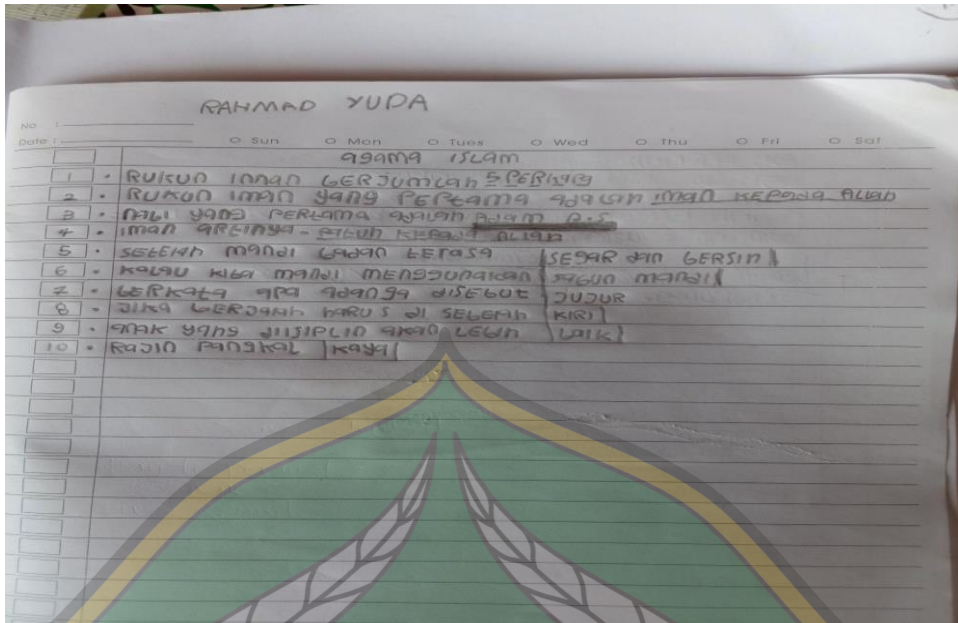 RAHMAD YUDA
No :
Date :
Sun Mon Tues Wed Thu Fri Sat
agama ISLAM
1 • RUKUN IMAN BERJUMLAH 5 PERKARA
2 • RUKUN IMAN yang PERTAMA adalah iman KEPADA Allah
3 • nabi yang PERTAMA adalah Adam A.S
4 • iman artinya - KEPADA ALLAH
5 • SETELAH mandi badan terasa SEGAR dan BERSIH
6 • kalau kita mandi menggunakan sabun mandi
7 • berkata apa adanya disebut JUJUR
8 • Jika BERJALAN harus di sebelah KIRI
9 • anak yang disiplin akan lebih baik
10 • Rajin Pangkal kaya